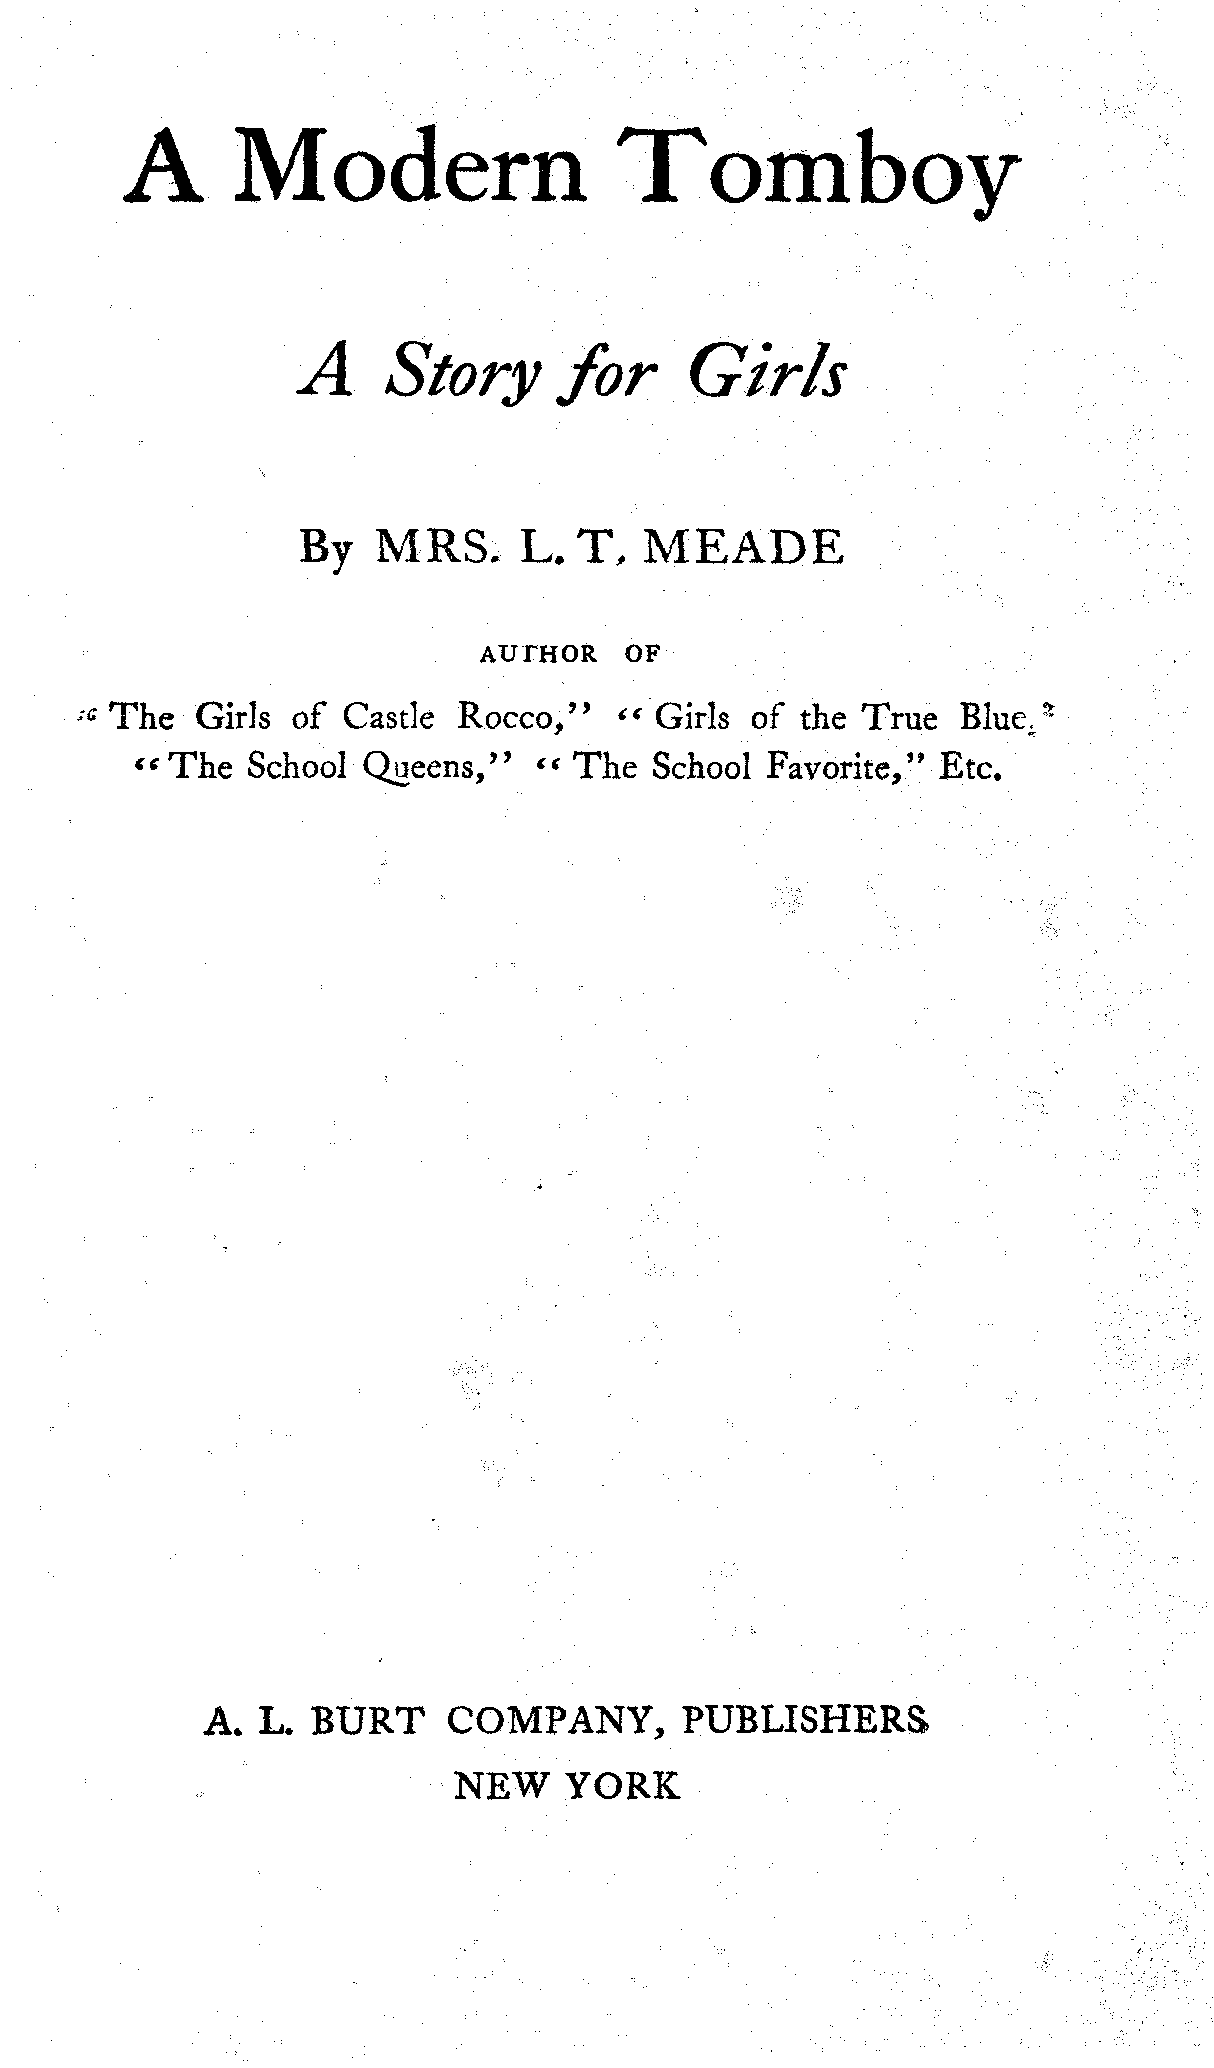 A Modern Tomboy
A Story for Girls
By MRS. L. T. MEADE
AUTHOR OF
“The Girls of Castle Rocco,” “Girls of the True Blue,”
“The School Queens,” “The School Favorite,” Etc.
A. L. BURT COMPANY, PUBLISHERS
NEW YORK